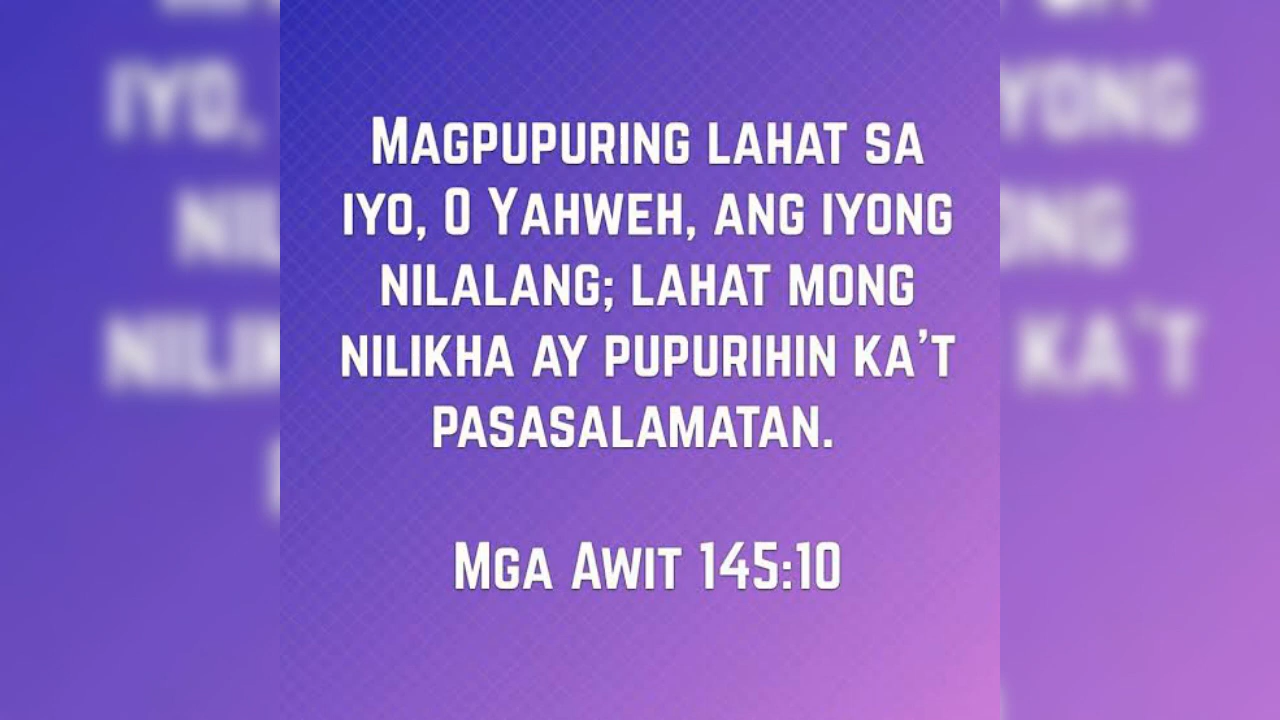 Magpupuring lahat sa
iyo, O Yahweh, ang iyong
nilalang; lahat mong
nilikha ay pupurihin ka't
pasasalamatan.
Mga Awit 145:10